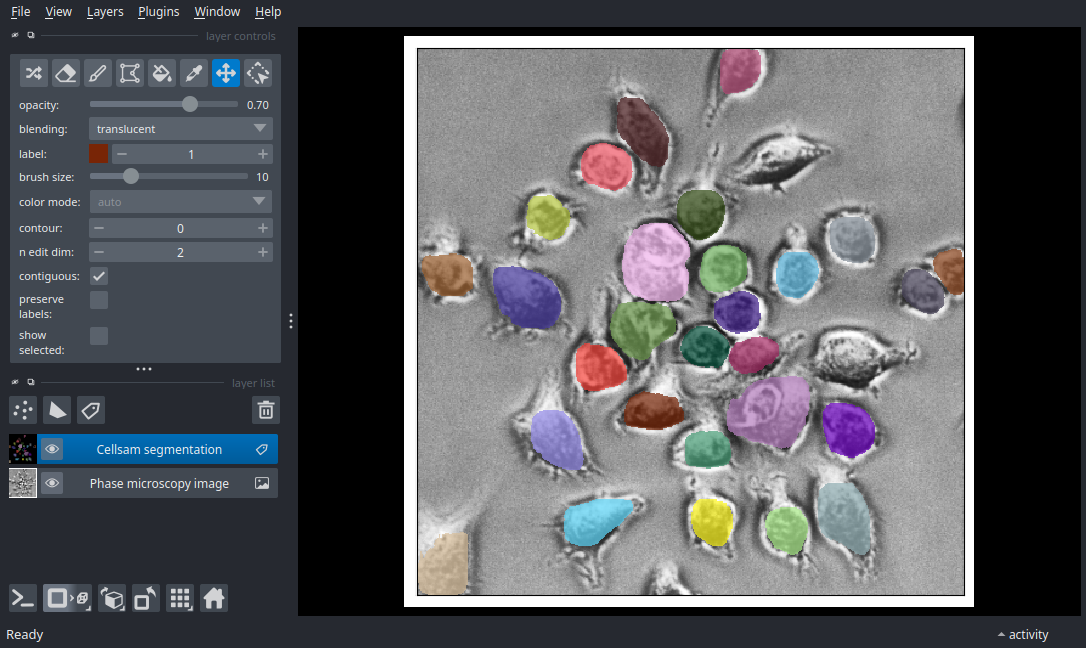 File View Layers Plugins Window Help
layer controls
opacity: 0.70
blending: translucent
label: 1
brush size: 10
color mode: auto
contour: 0
n edit dim: 2
contiguous:
preserve
labels:
show
selected:
layer list
Cellsam segmentation
Phase microscopy image
Ready activity